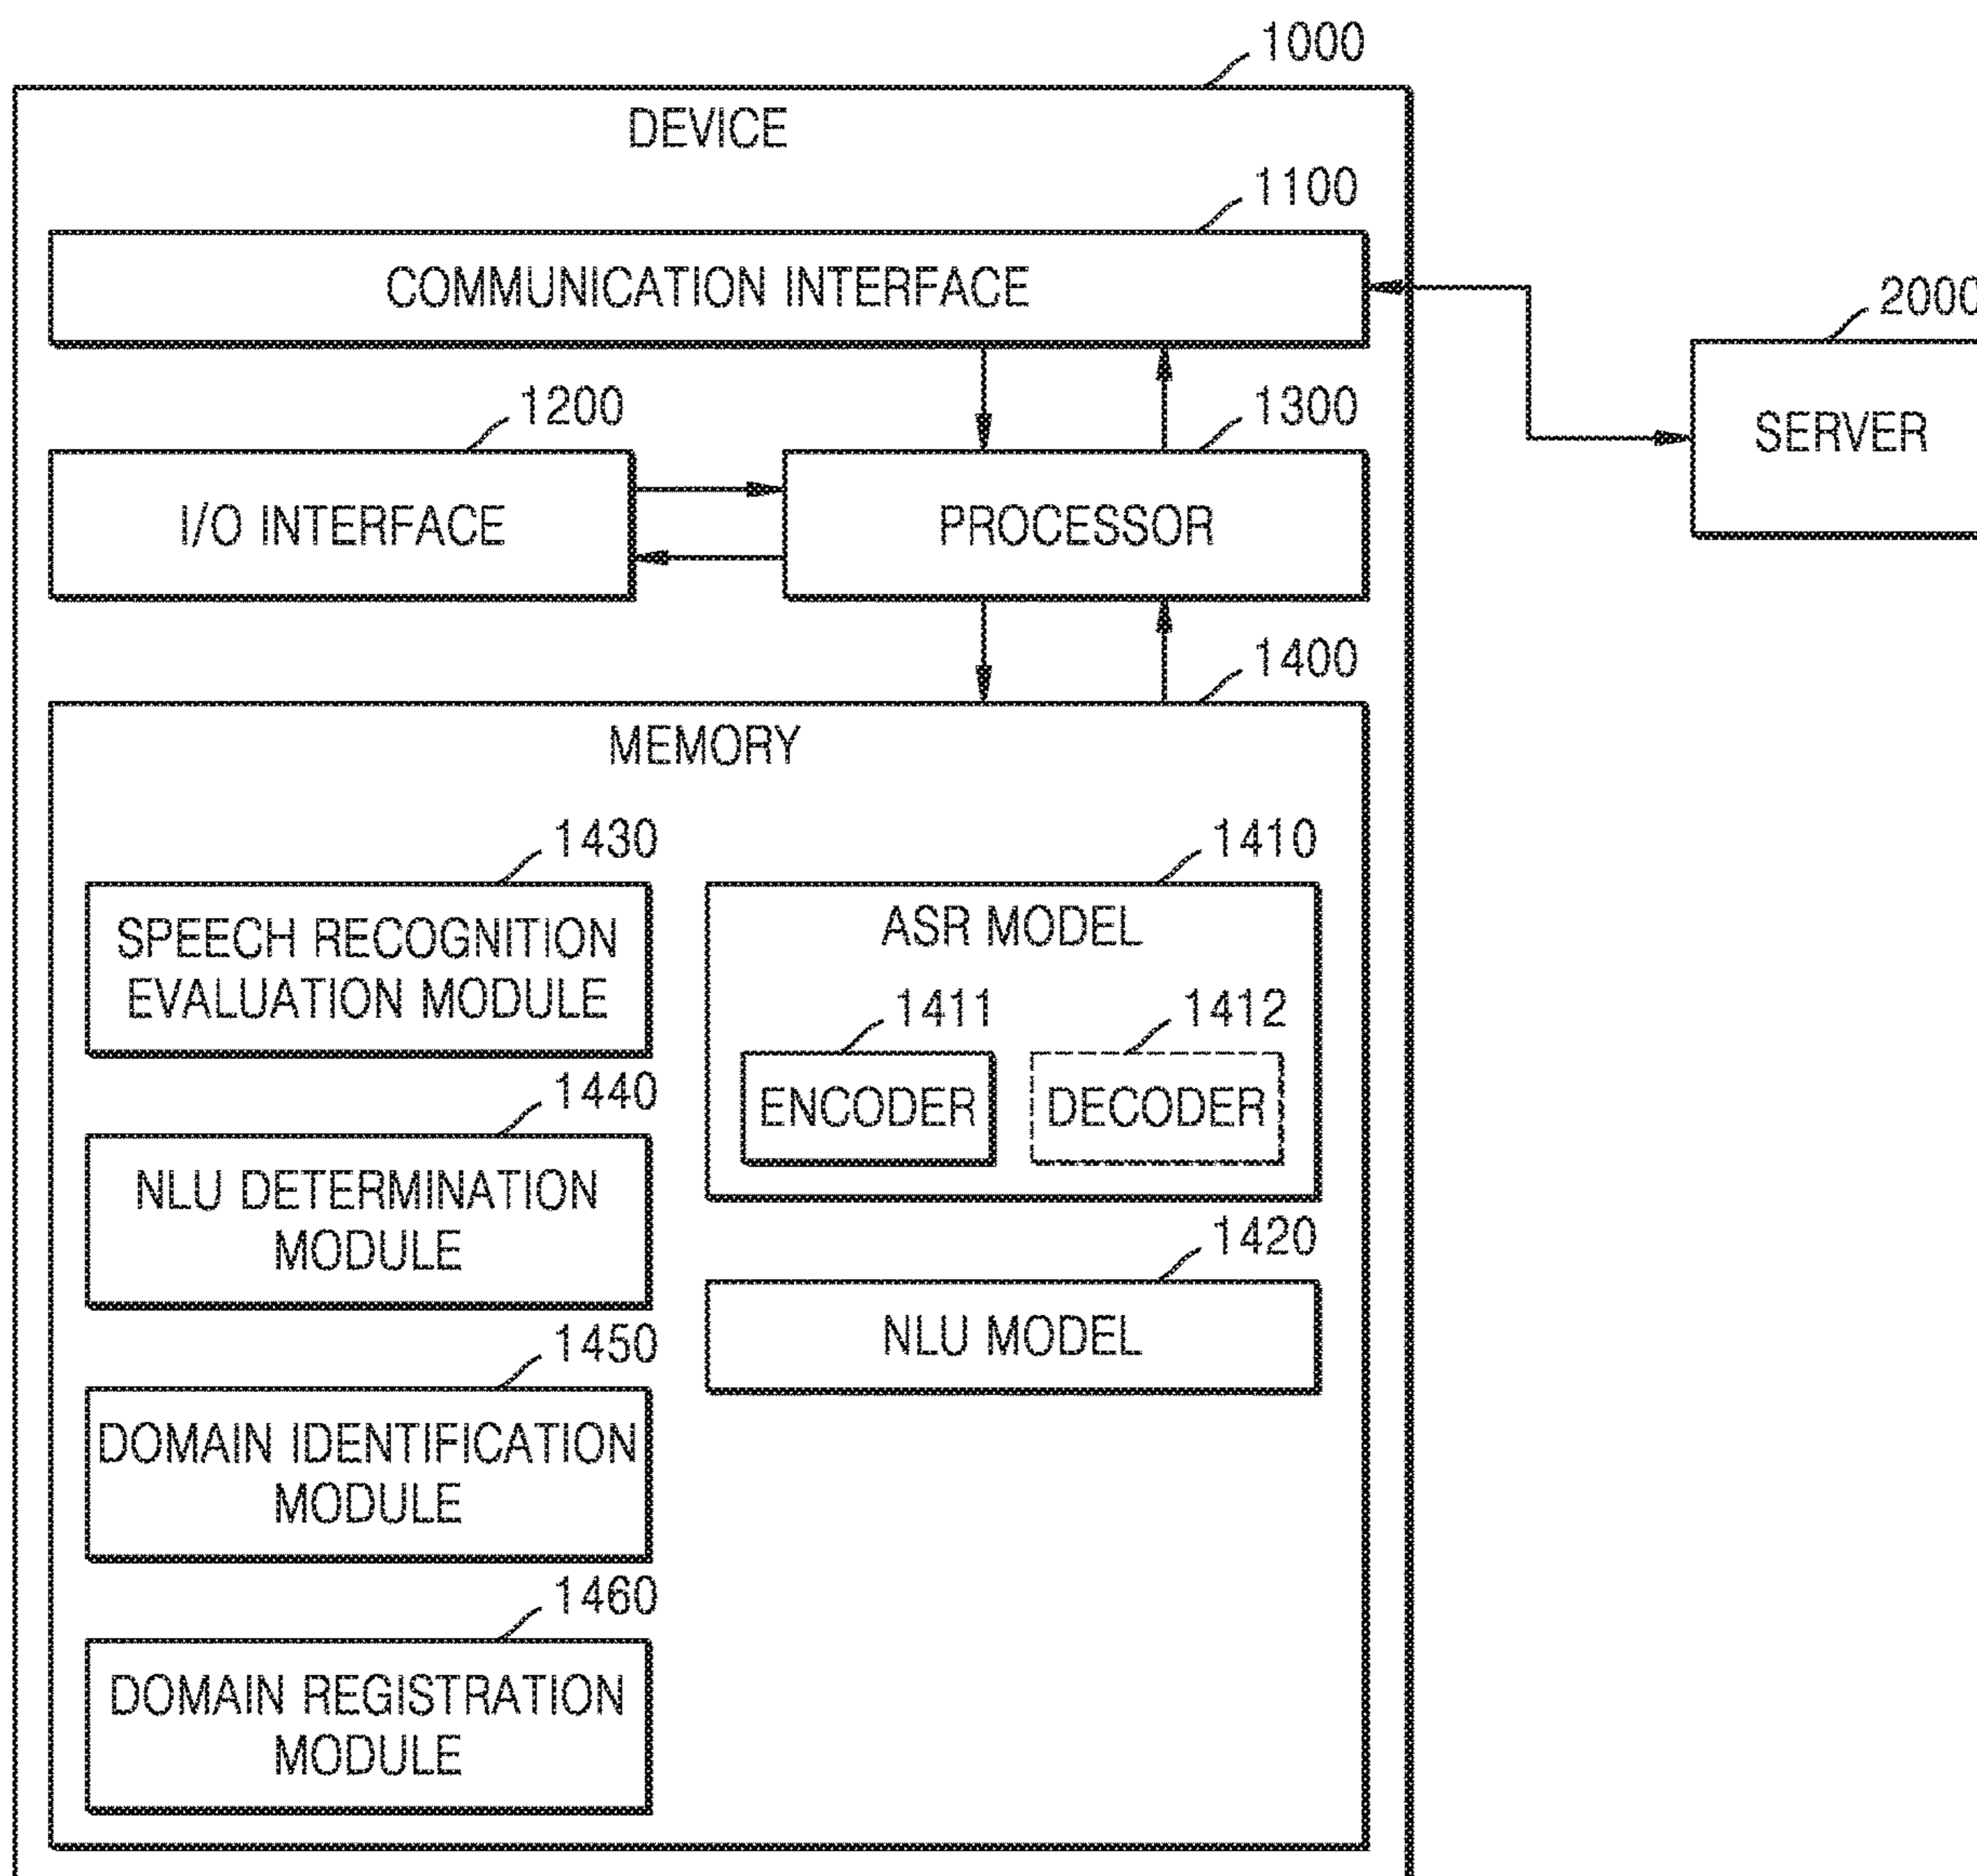 1000
DEVICE
1100
COMMUNICATION INTERFACE
2000
1200
1300
I/O INTERFACE
PROCESSOR
SERVER
1400
MEMORY
1430
1410
SPEECH RECOGNITION
EVALUATION MODULE
ASR MODEL
1411
1412
ENCODER
DECODER
1440
NLU DETERMINATION
MODULE
1420
NLU MODEL
1450
DOMAIN IDENTIFICATION
MODULE
1460
DOMAIN REGISTRATION
MODULE